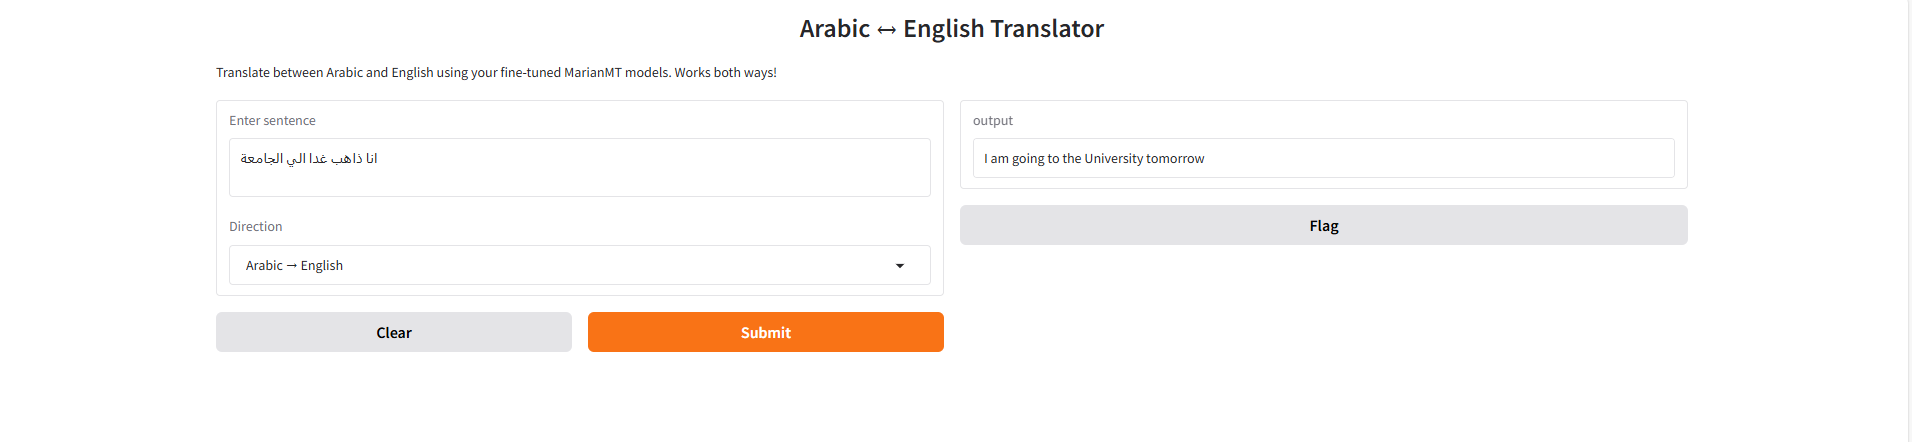 Arabic ↔ English Translator
Translate between Arabic and English using your fine-tuned MarianMT models. Works both ways!
Enter sentence
انا ذاهب غدا الي الجامعة
Direction
Arabic → English
Clear
Submit
output
I am going to the University tomorrow
Flag